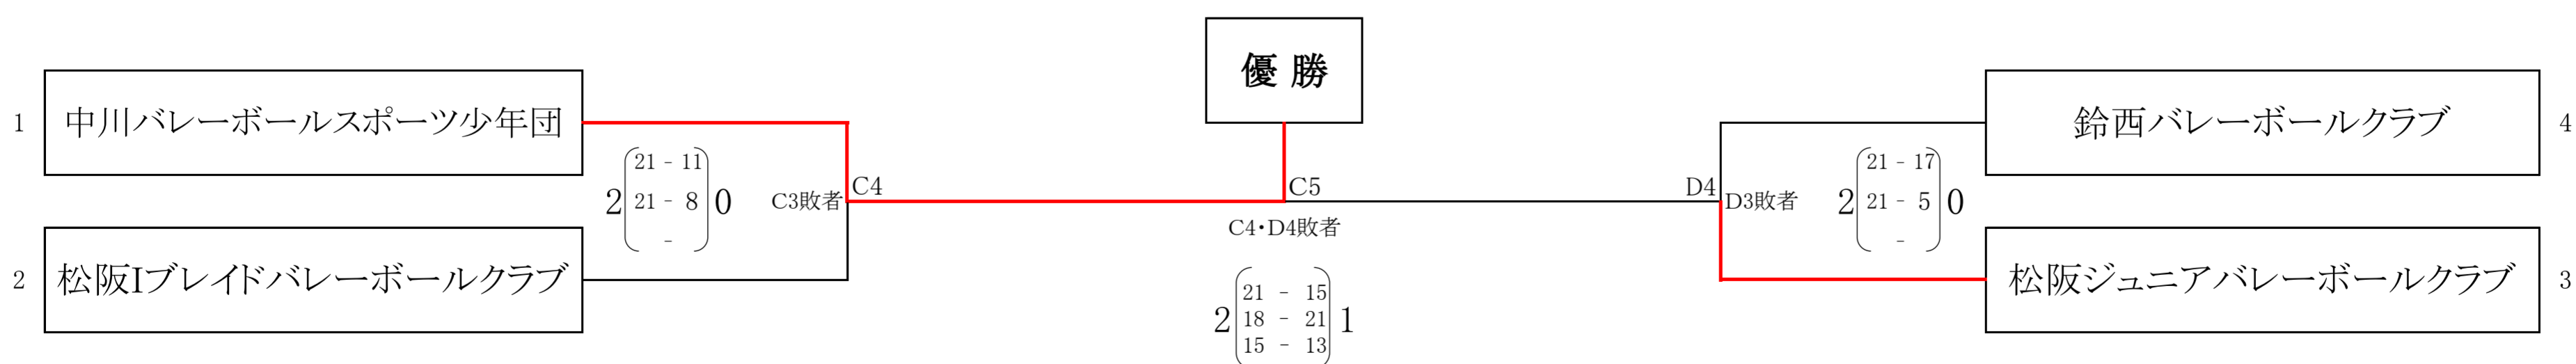 優 勝
1 中川バレーボールスポーツ少年団
鈴西バレーボールクラブ 4
2 21 - 11 0
21 - 8
-
C3敗者 C4
C5
C4・D4敗者
D4 D3敗者
2 21 - 17 0
21 - 5
-
2 松阪Iブレイドバレーボールクラブ
松阪ジュニアバレーボールクラブ 3
2 21 - 15 1
18 - 21
15 - 13